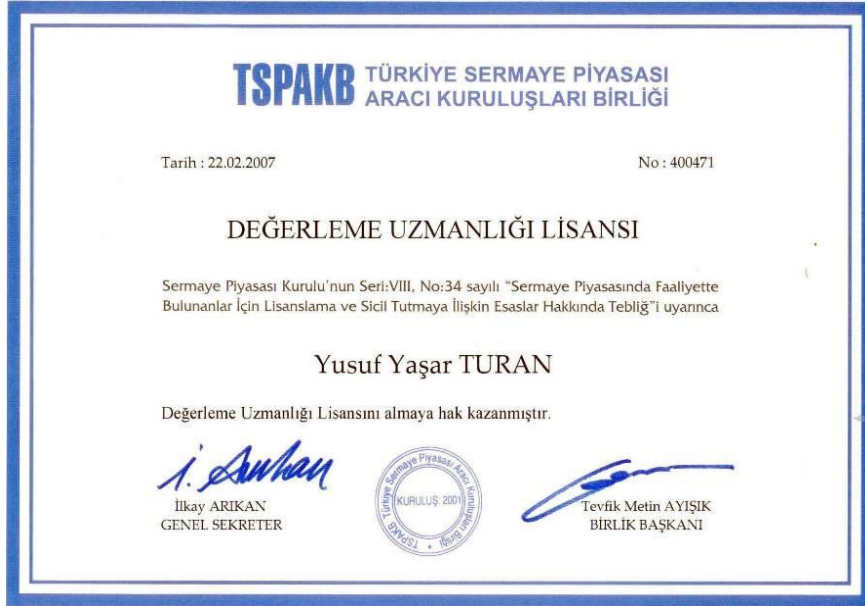 TSPAKB TÜRKİYE SERMAYE PİYASASI
ARACI KURULUŞLARI BİRLİĞİ
Tarih : 22.02.2007
No : 400471
DEĞERLEME UZMANLIĞI LİSANSI
Sermaye Piyasası Kurulu'nun Seri:VIII, No:34 sayılı "Sermaye Piyasasında Faaliyette
Bulunanlar İçin Lisanslama ve Sicil Tutmaya İlişkin Esaslar Hakkında Tebliğ"i uyarınca
Yusuf Yaşar TURAN
Değerleme Uzmanlığı Lisansını almaya hak kazanmıştır.
İlkay ARIKAN
GENEL SEKRETER
Türkiye Sermaye Piyasası Aracı Kuruluşları Birliği
KURULUŞ: 2001
TSPAKB
Tevfik Metin AYIŞIK
BİRLİK BAŞKANI